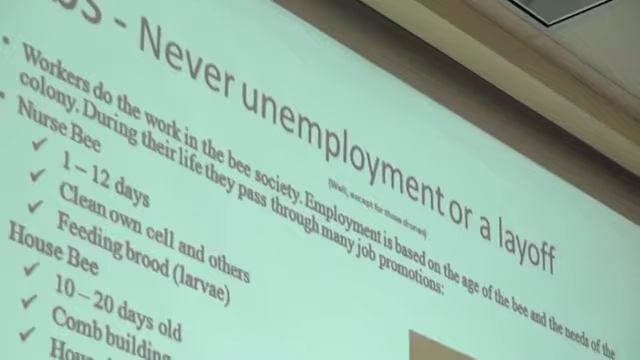 - Never unemployment or a layoff
(Well, except for those drones)
• Workers do the work in the bee society. Employment is based on the age of the bee and the needs of the
colony. During their life they pass through many job promotions:
• Nurse Bee
✓ 1 – 12 days
✓ Clean own cell and others
✓ Feeding brood (larvae)
House Bee
✓ 10 – 20 days old
✓ Comb building